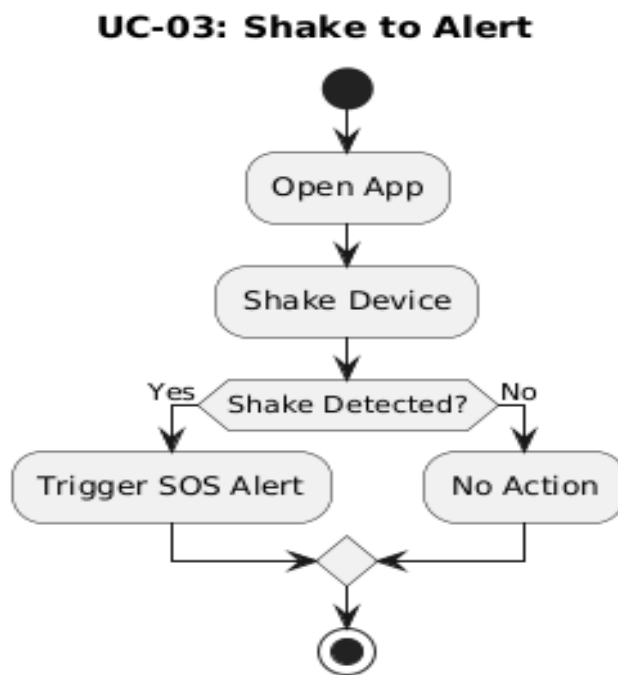 UC-03: Shake to Alert
Open App
Shake Device
Yes
Shake Detected?
No
Trigger SOS Alert
No Action